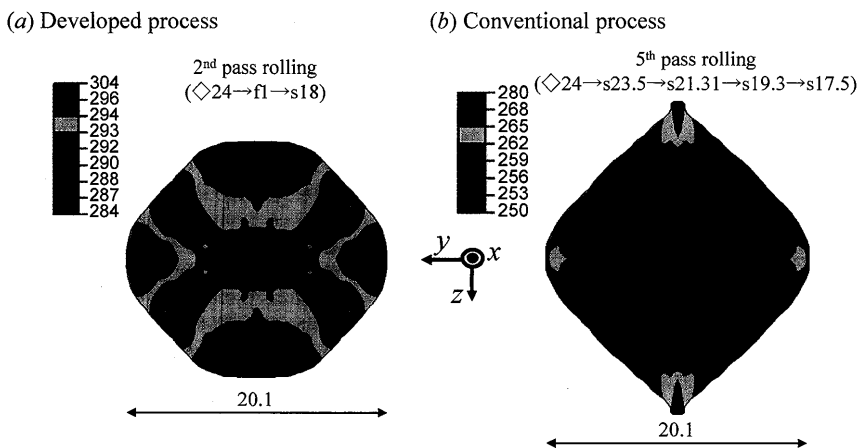 (a) Developed process
2nd pass rolling
(◇24→f1→s18)
304
296
294
293
292
290
288
287
284
20.1
y
x
z
(b) Conventional process
5th pass rolling
(◇24→s23.5→s21.31→s19.3→s17.5)
280
268
265
262
259
256
253
250
20.1